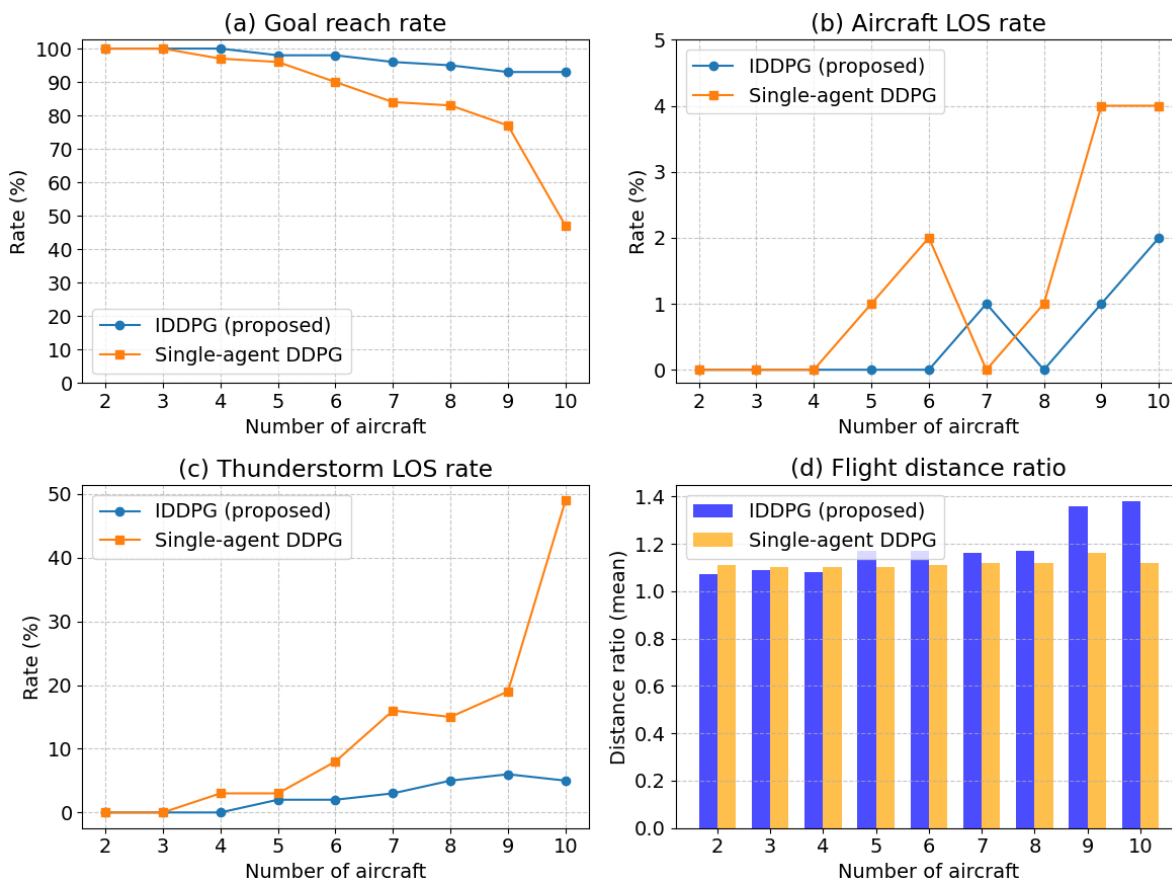 (a) Goal reach rate
100
90
80
70
60
50
40
30
20
10
0
Rate (%)
IDDPG (proposed)
Single-agent DDPG
2 3 4 5 6 7 8 9 10
Number of aircraft
(b) Aircraft LOS rate
5
4
3
2
1
0
Rate (%)
IDDPG (proposed)
Single-agent DDPG
2 3 4 5 6 7 8 9 10
Number of aircraft
(c) Thunderstorm LOS rate
50
40
30
20
10
0
Rate (%)
IDDPG (proposed)
Single-agent DDPG
2 3 4 5 6 7 8 9 10
Number of aircraft
(d) Flight distance ratio
1.4
1.2
1.0
0.8
0.6
0.4
0.2
0.0
Distance ratio (mean)
IDDPG (proposed)
Single-agent DDPG
2 3 4 5 6 7 8 9 10
Number of aircraft